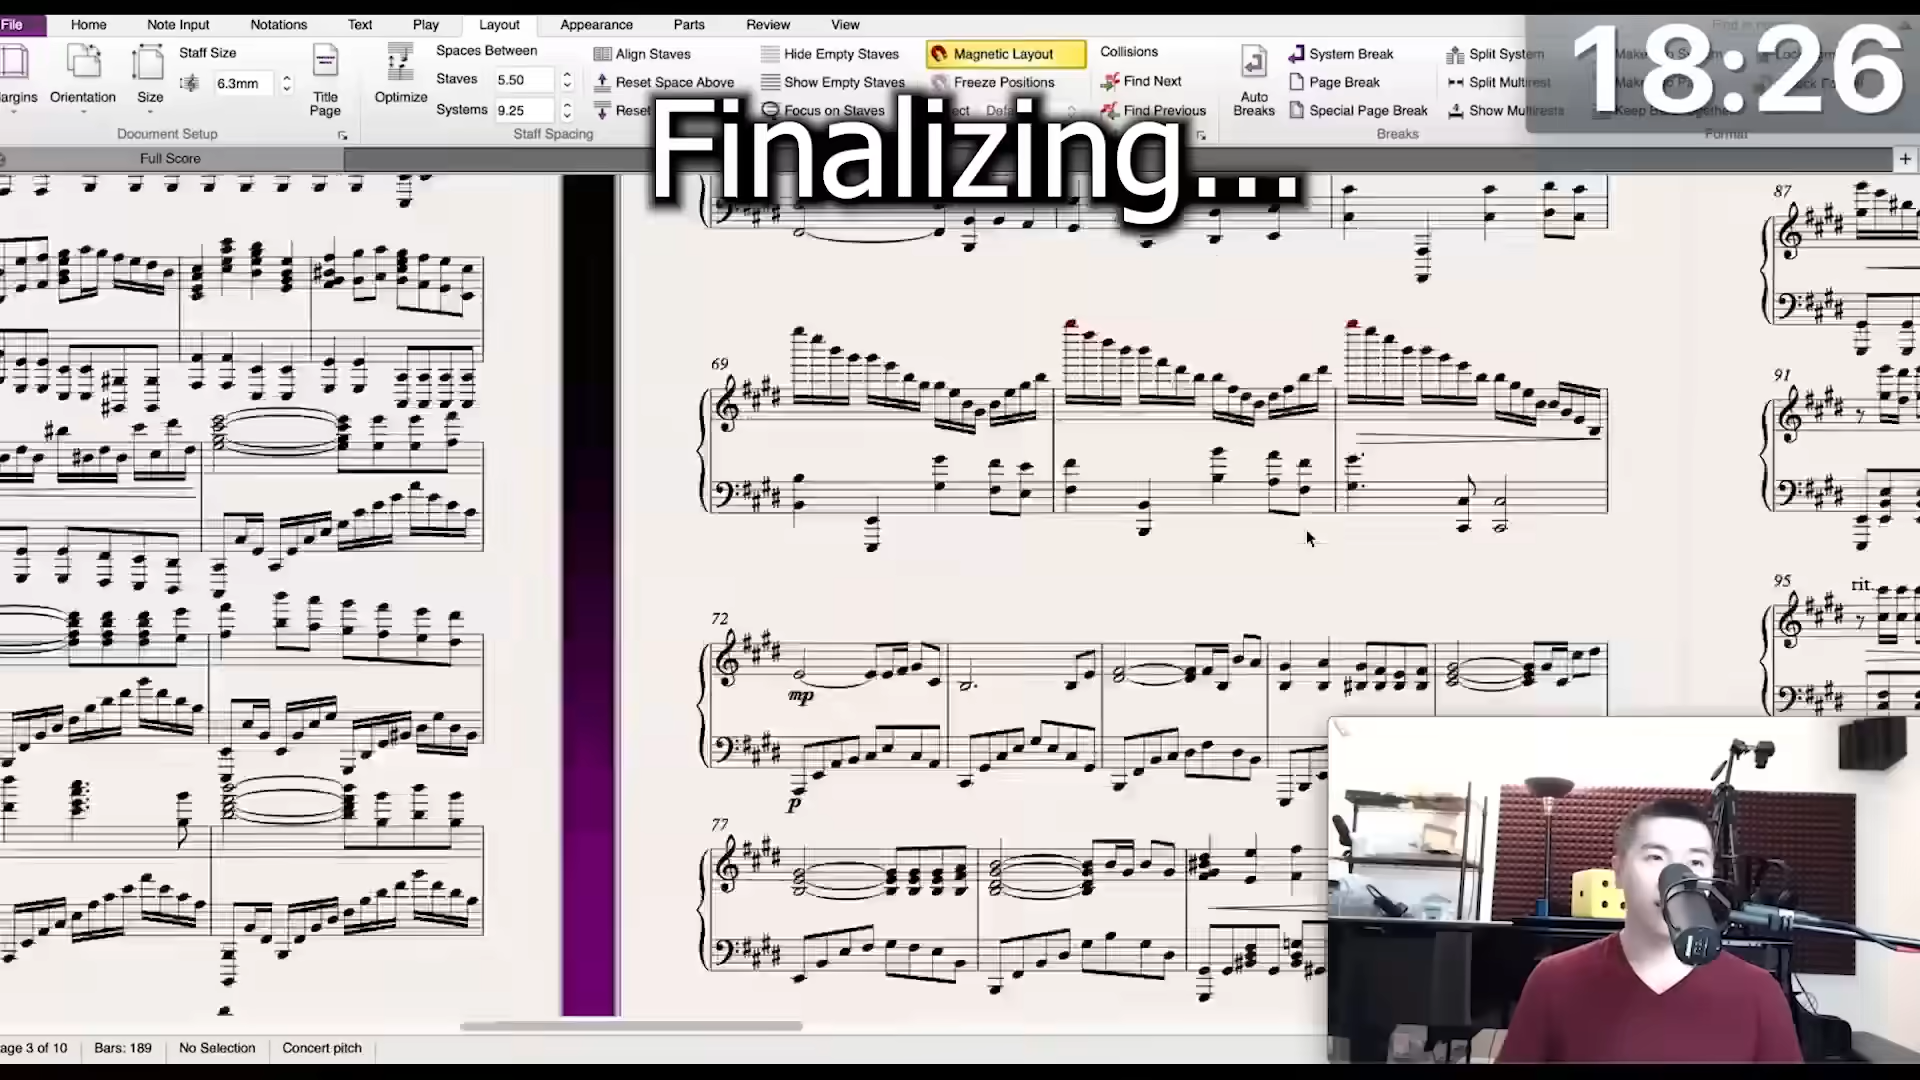 File Home Note Input Notations Text Play Layout Appearance Parts Review View
18:26
Staff Size
6.3mm
Orientation
Size
Title Page
Document Setup
Optimize
Spaces Between
Staves 5.50
Systems 9.25
Staff Spacing
Align Staves
Reset Space Above
Reset
Hide Empty Staves
Show Empty Staves
Focus on Staves
Magnetic Layout
Freeze Positions
Collisions
Find Next
Find Previous
Auto Breaks
System Break
Page Break
Special Page Break
Breaks
Split System
Split Multirest
Show Multirests
Format
Full Score
+
Finalizing...
87
69
91
72
mp
p
95
rit.
77
age 3 of 10 Bars: 189 No Selection Concert pitch